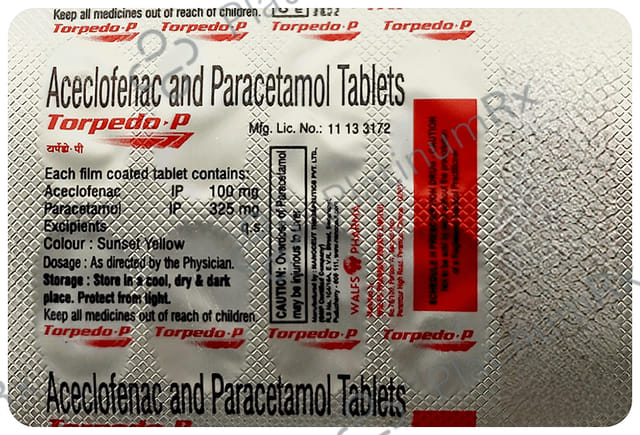 Keep all medicines out of reach of children.
Torpedo-P Torpedo-P Torpedo-P Torpedo-P
Aceclofenac and Paracetamol Tablets
Torpedo-P
टार्पेडो-पी
Mfg. Lic. No.: 11 13 3172
Each film coated tablet contains:
Aceclofenac IP 100 mg
Paracetamol IP 325 mg
Excipients q.s.
Colour : Sunset Yellow
Dosage : As directed by the Physician.
Storage : Store in a cool, dry & dark
place. Protect from light.
Keep all medicines out of reach of children.
CAUTION: Overdose of Paracetamol
may be injurious to Liver
WALFS PHARMA
Torpedo-P Torpedo-P Torpedo-P Torpedo-P
Aceclofenac and Paracetamol Tablets
Torpedo-P
PlatinumRx